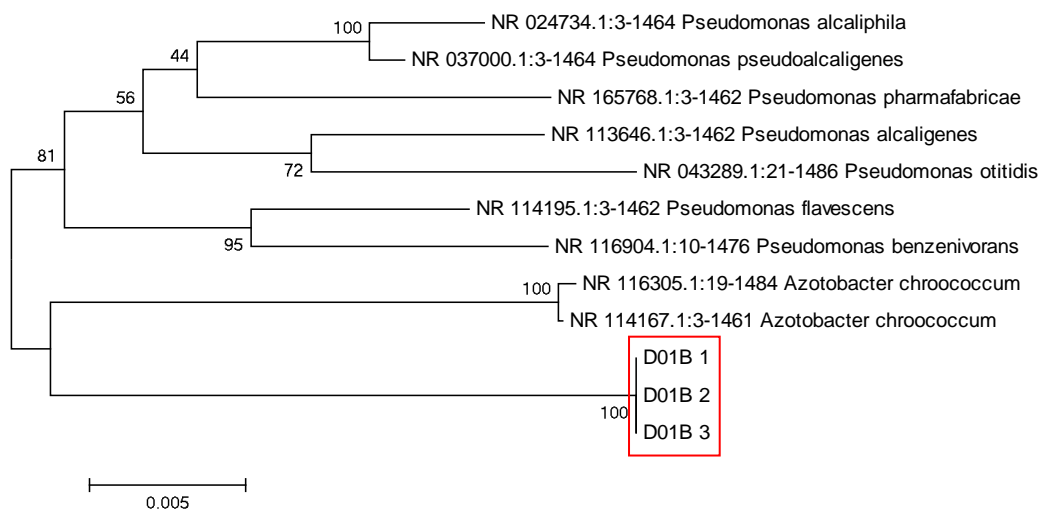 NR 024734.1:3-1464 Pseudomonas alcaliphila
100
NR 037000.1:3-1464 Pseudomonas pseudoalcaligenes
44
NR 165768.1:3-1462 Pseudomonas pharmafabricae
56
NR 113646.1:3-1462 Pseudomonas alcaligenes
72
NR 043289.1:21-1486 Pseudomonas otitidis
81
NR 114195.1:3-1462 Pseudomonas flavescens
95
NR 116904.1:10-1476 Pseudomonas benzenivorans
NR 116305.1:19-1484 Azotobacter chroococcum
100
NR 114167.1:3-1461 Azotobacter chroococcum
D01B 1
D01B 2
100
D01B 3
0.005